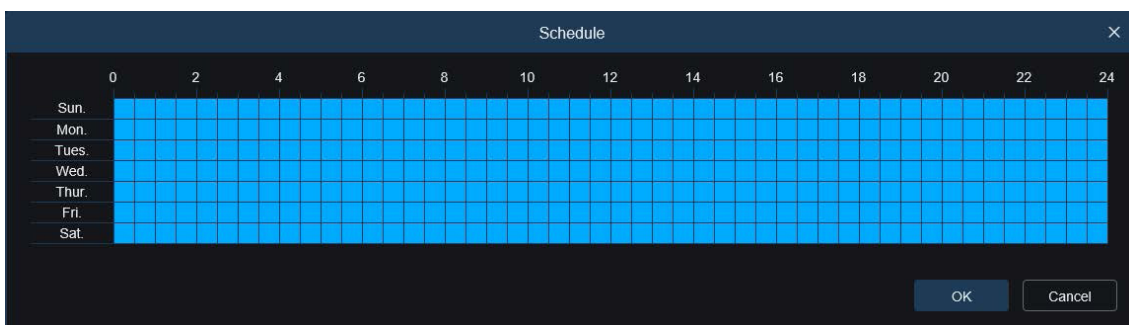 Schedule ×
0 2 4 6 8 10 12 14 16 18 20 22 24
Sun.
Mon.
Tues.
Wed.
Thur.
Fri.
Sat.
OK Cancel